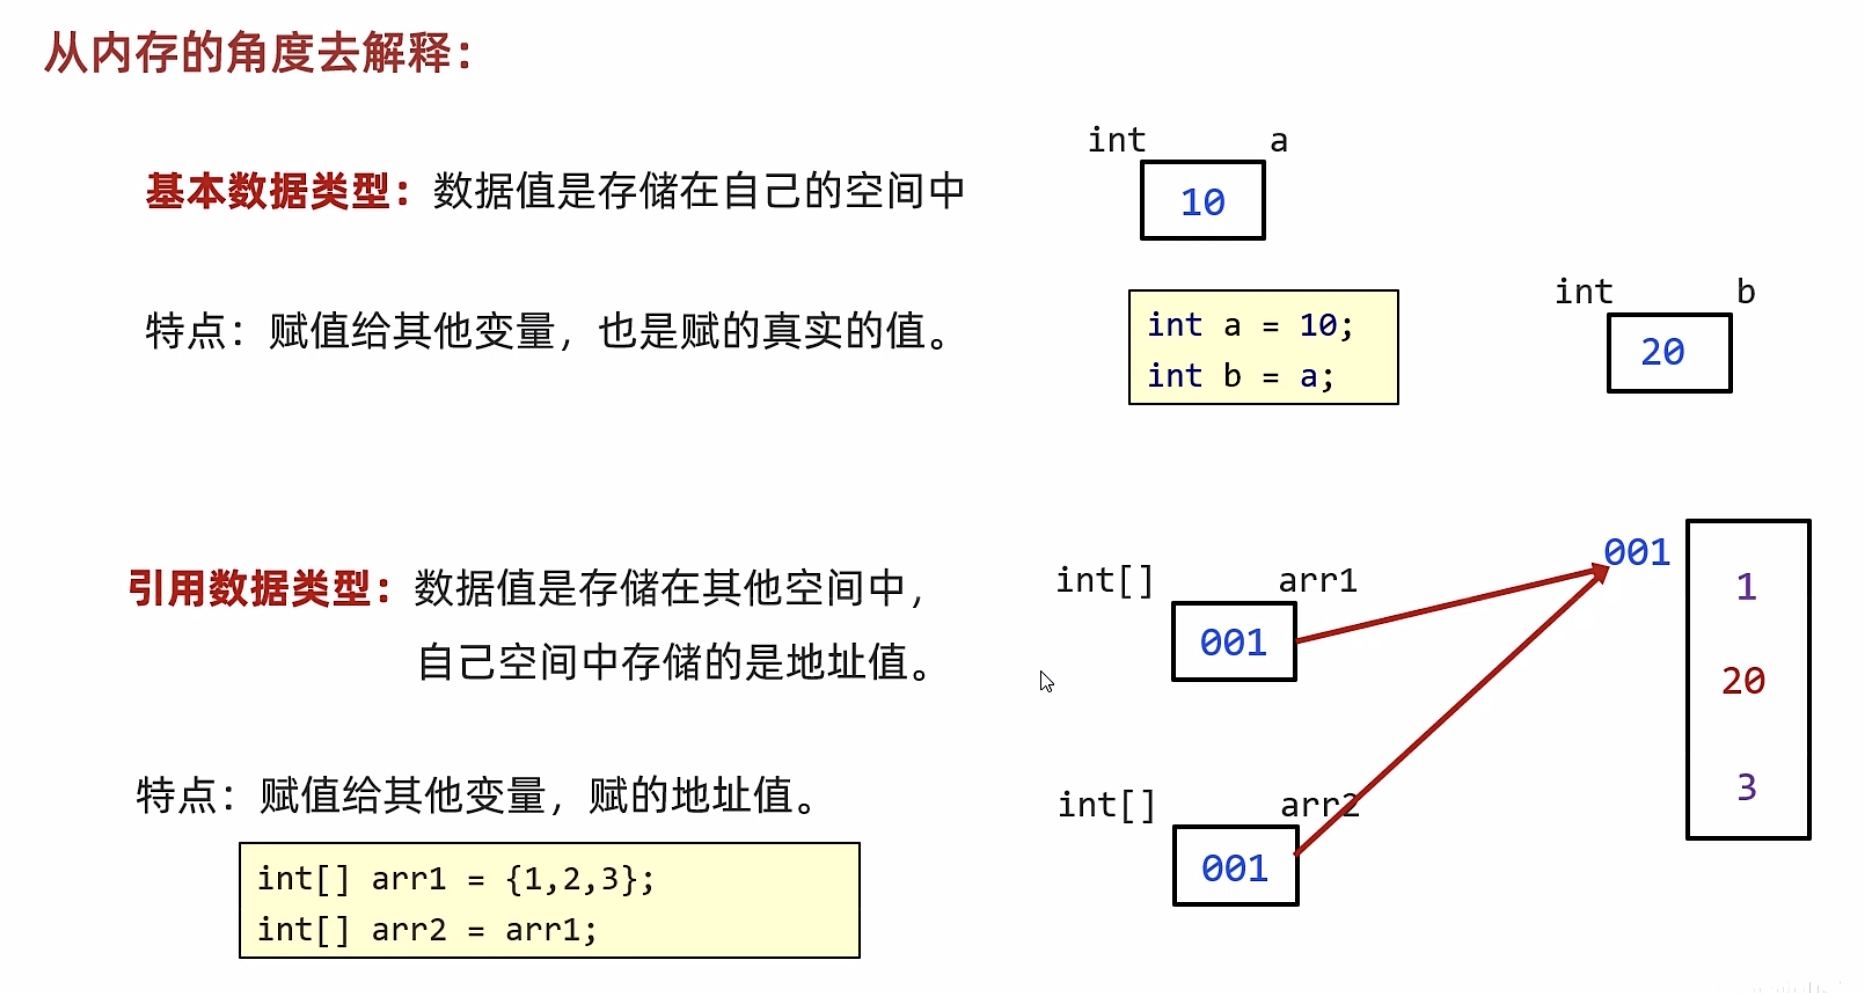 从内存的角度去解释：
基本数据类型：数据值是存储在自己的空间中
特点：赋值给其他变量，也是赋的真实的值。
int a
10
int a = 10;
int b = a;
int b
20
引用数据类型：数据值是存储在其他空间中，
自己空间中存储的是地址值。
特点：赋值给其他变量，赋的地址值。
int[] arr1 = {1,2,3};
int[] arr2 = arr1;
int[] arr1
001
int[] arr2
001
001
1
20
3